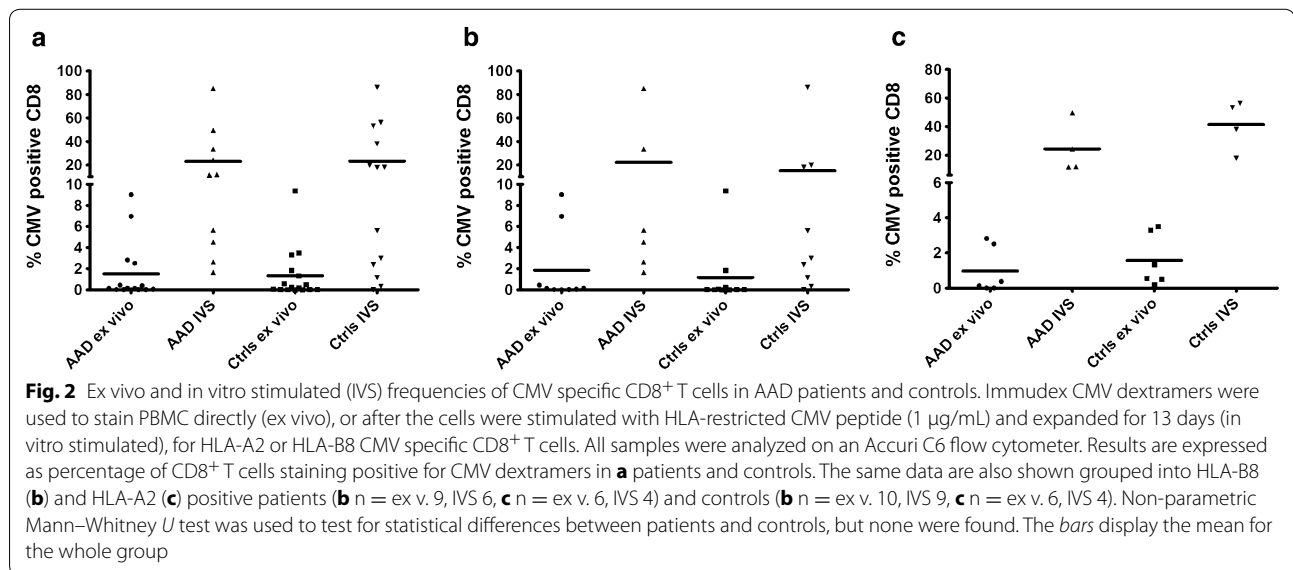 a
b
c
% CMV positive CD8
100
80
60
40
20
10
8
6
4
2
0
AAD ex vivo
AAD IVS
Ctrls ex vivo
Ctrls IVS
% CMV positive CD8
100
80
60
40
20
10
8
6
4
2
0
AAD ex vivo
AAD IVS
Ctrls ex vivo
Ctrls IVS
% CMV positive CD8
80
60
40
20
6
4
2
0
AAD ex vivo
AAD IVS
Ctrls ex vivo
Ctrls IVS
Fig. 2 Ex vivo and in vitro stimulated (IVS) frequencies of CMV specific CD8+ T cells in AAD patients and controls. Immudex CMV dextramers were
used to stain PBMC directly (ex vivo), or after the cells were stimulated with HLA-restricted CMV peptide (1 µg/mL) and expanded for 13 days (in
vitro stimulated), for HLA-A2 or HLA-B8 CMV specific CD8+ T cells. All samples were analyzed on an Accuri C6 flow cytometer. Results are expressed
as percentage of CD8+ T cells staining positive for CMV dextramers in a patients and controls. The same data are also shown grouped into HLA-B8
(b) and HLA-A2 (c) positive patients (b n = ex v. 9, IVS 6, c n = ex v. 6, IVS 4) and controls (b n = ex v. 10, IVS 9, c n = ex v. 6, IVS 4). Non-parametric
Mann–Whitney U test was used to test for statistical differences between patients and controls, but none were found. The bars display the mean for
the whole group